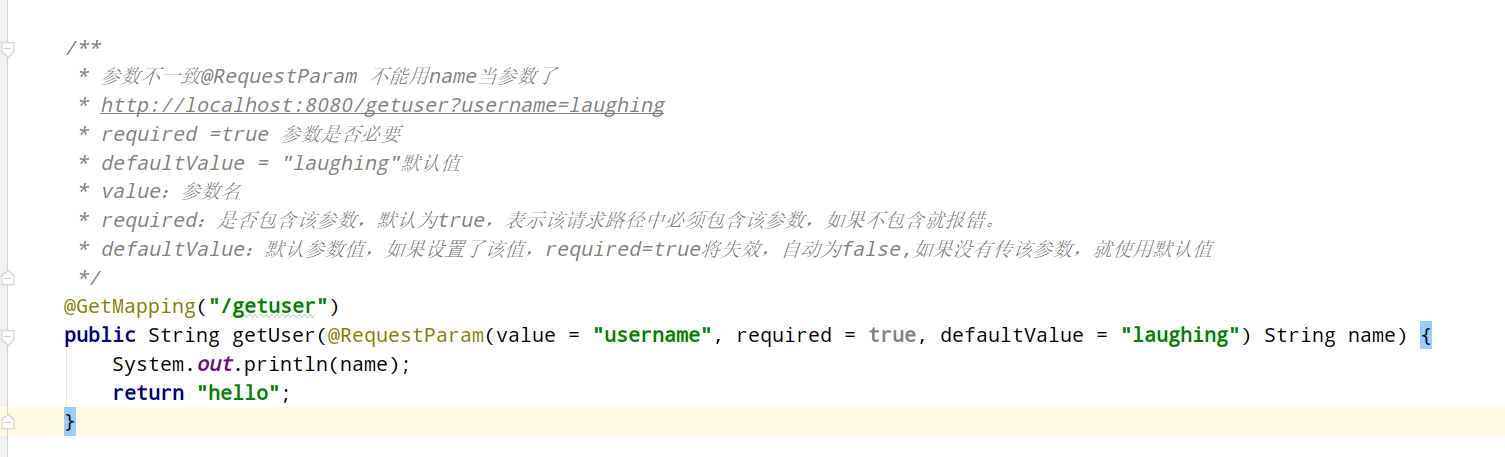 /**
* 参数不一致@RequestParam 不能用name当参数了
* http://localhost:8080/getuser?username=laughing
* required =true 参数是否必要
* defaultValue = "laughing"默认值
* value：参数名
* required：是否包含该参数，默认为true，表示该请求路径中必须包含该参数，如果不包含就报错。
* defaultValue：默认参数值，如果设置了该值，required=true将失效，自动为false,如果没有传该参数，就使用默认值
*/
@GetMapping("/getuser")
public String getUser(@RequestParam(value = "username", required = true, defaultValue = "laughing") String name) {
System.out.println(name);
return "hello";
}